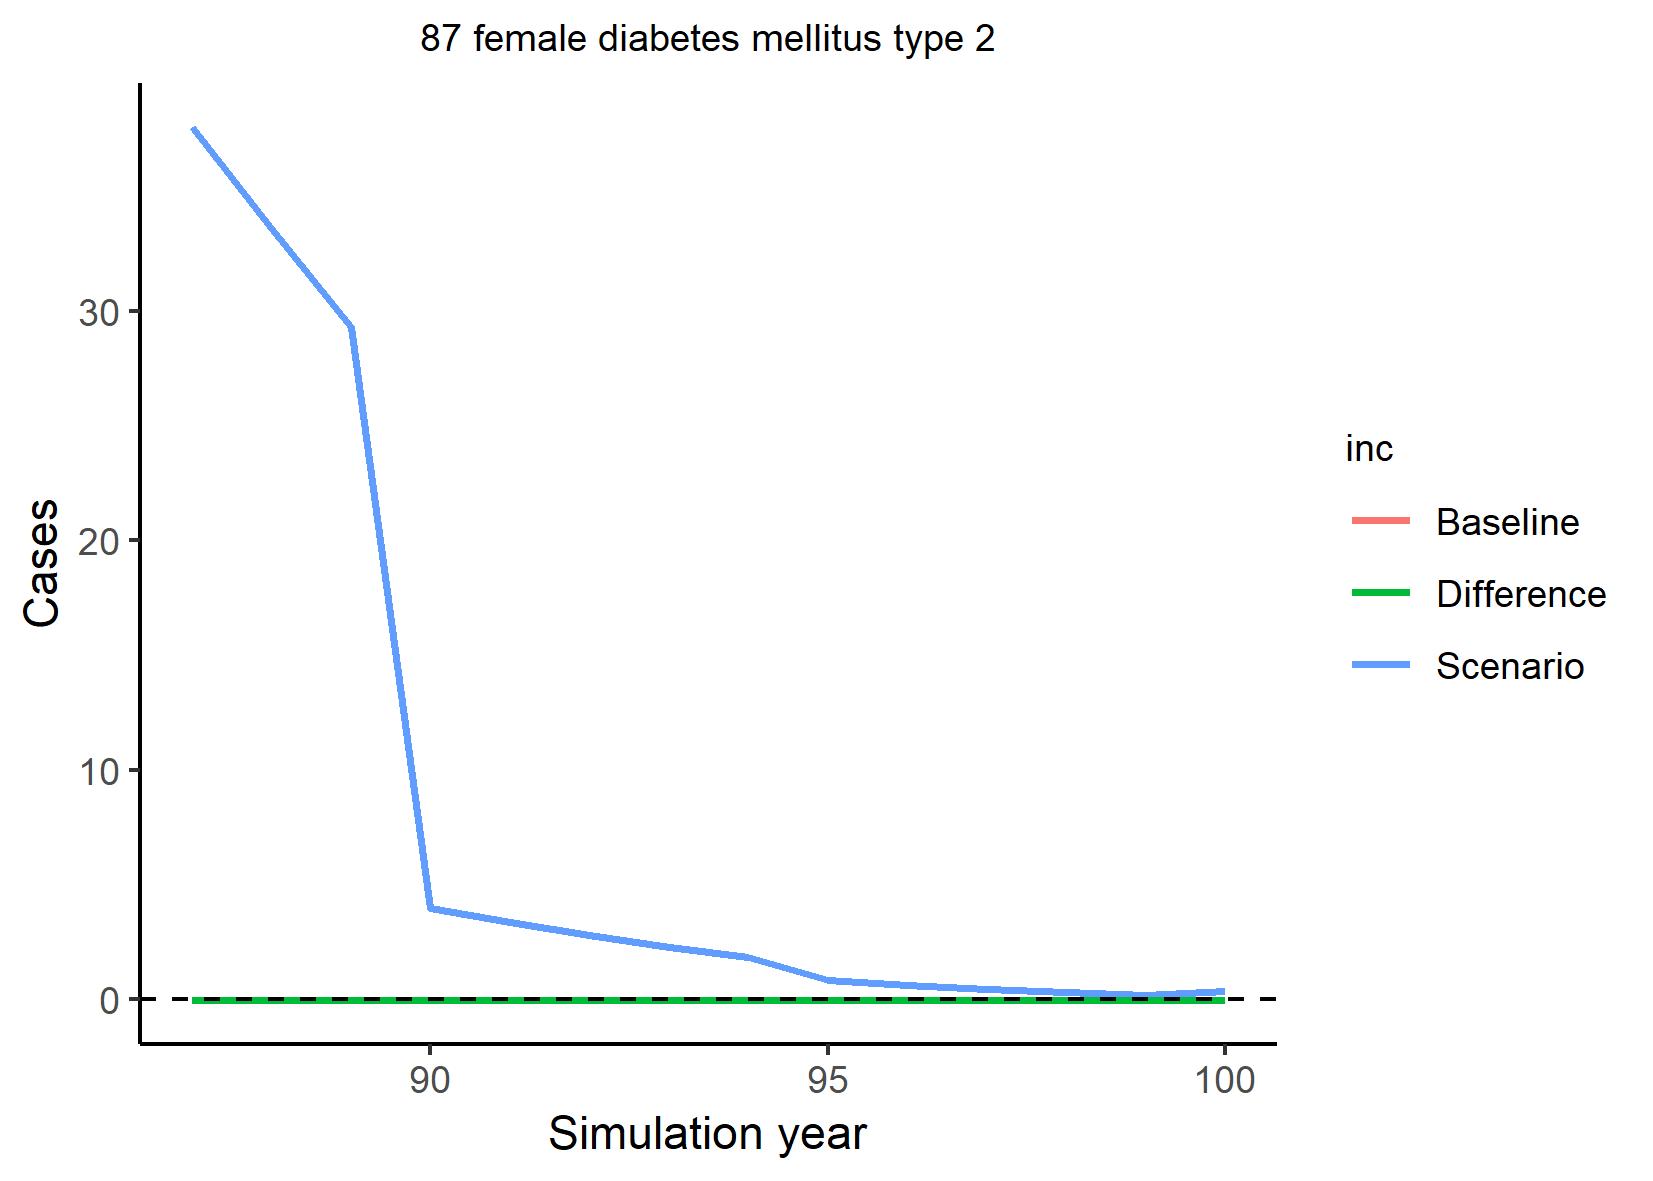 87 female diabetes mellitus type 2
Cases
30
20
10
0
90 95 100
Simulation year
inc
Baseline
Difference
Scenario